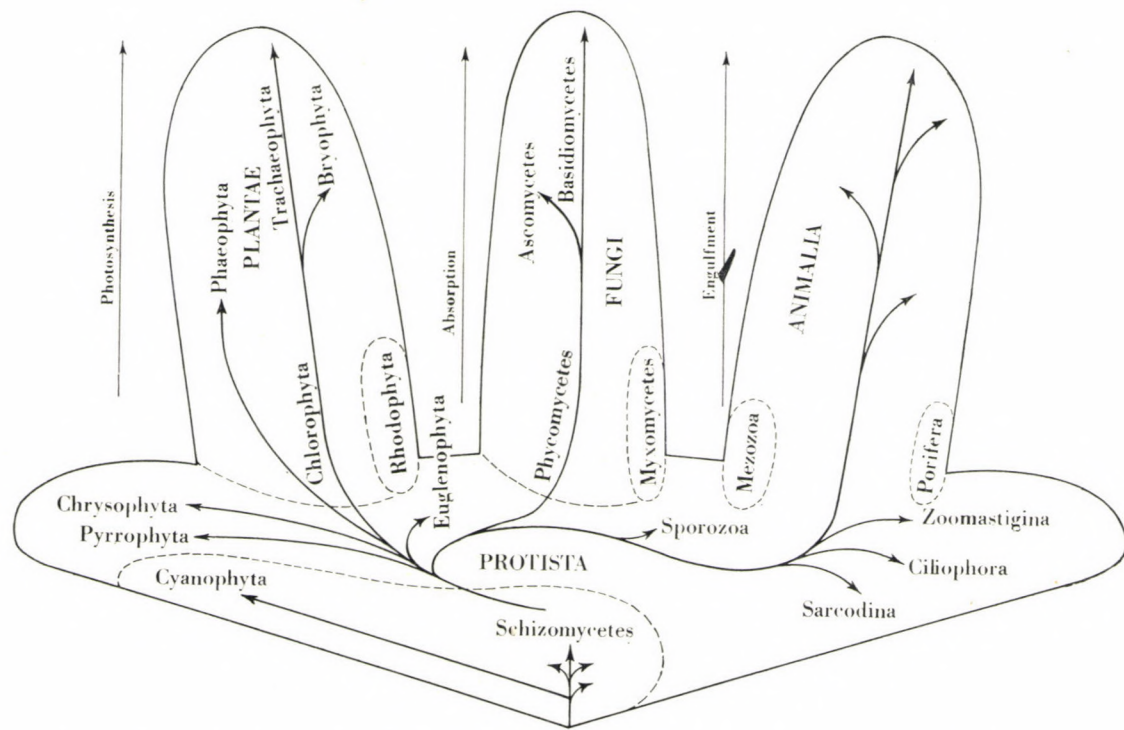 Photosynthesis
Phaeophyta
PLANTAE
Trachaeophyta
Bryophyta
Chlorophyta
Rhodophyta
Absorption
Euglenophyta
Ascomycetes
Basidiomycetes
Phycomycetes
FUNGI
Myxomycetes
Engulfment
Mezozoa
ANIMALIA
Porifera
Chrysophyta
Pyrrophyta
Cyanophyta
PROTISTA
Schizomycetes
Sporozoa
Zoomastigina
Ciliophora
Sarcodina